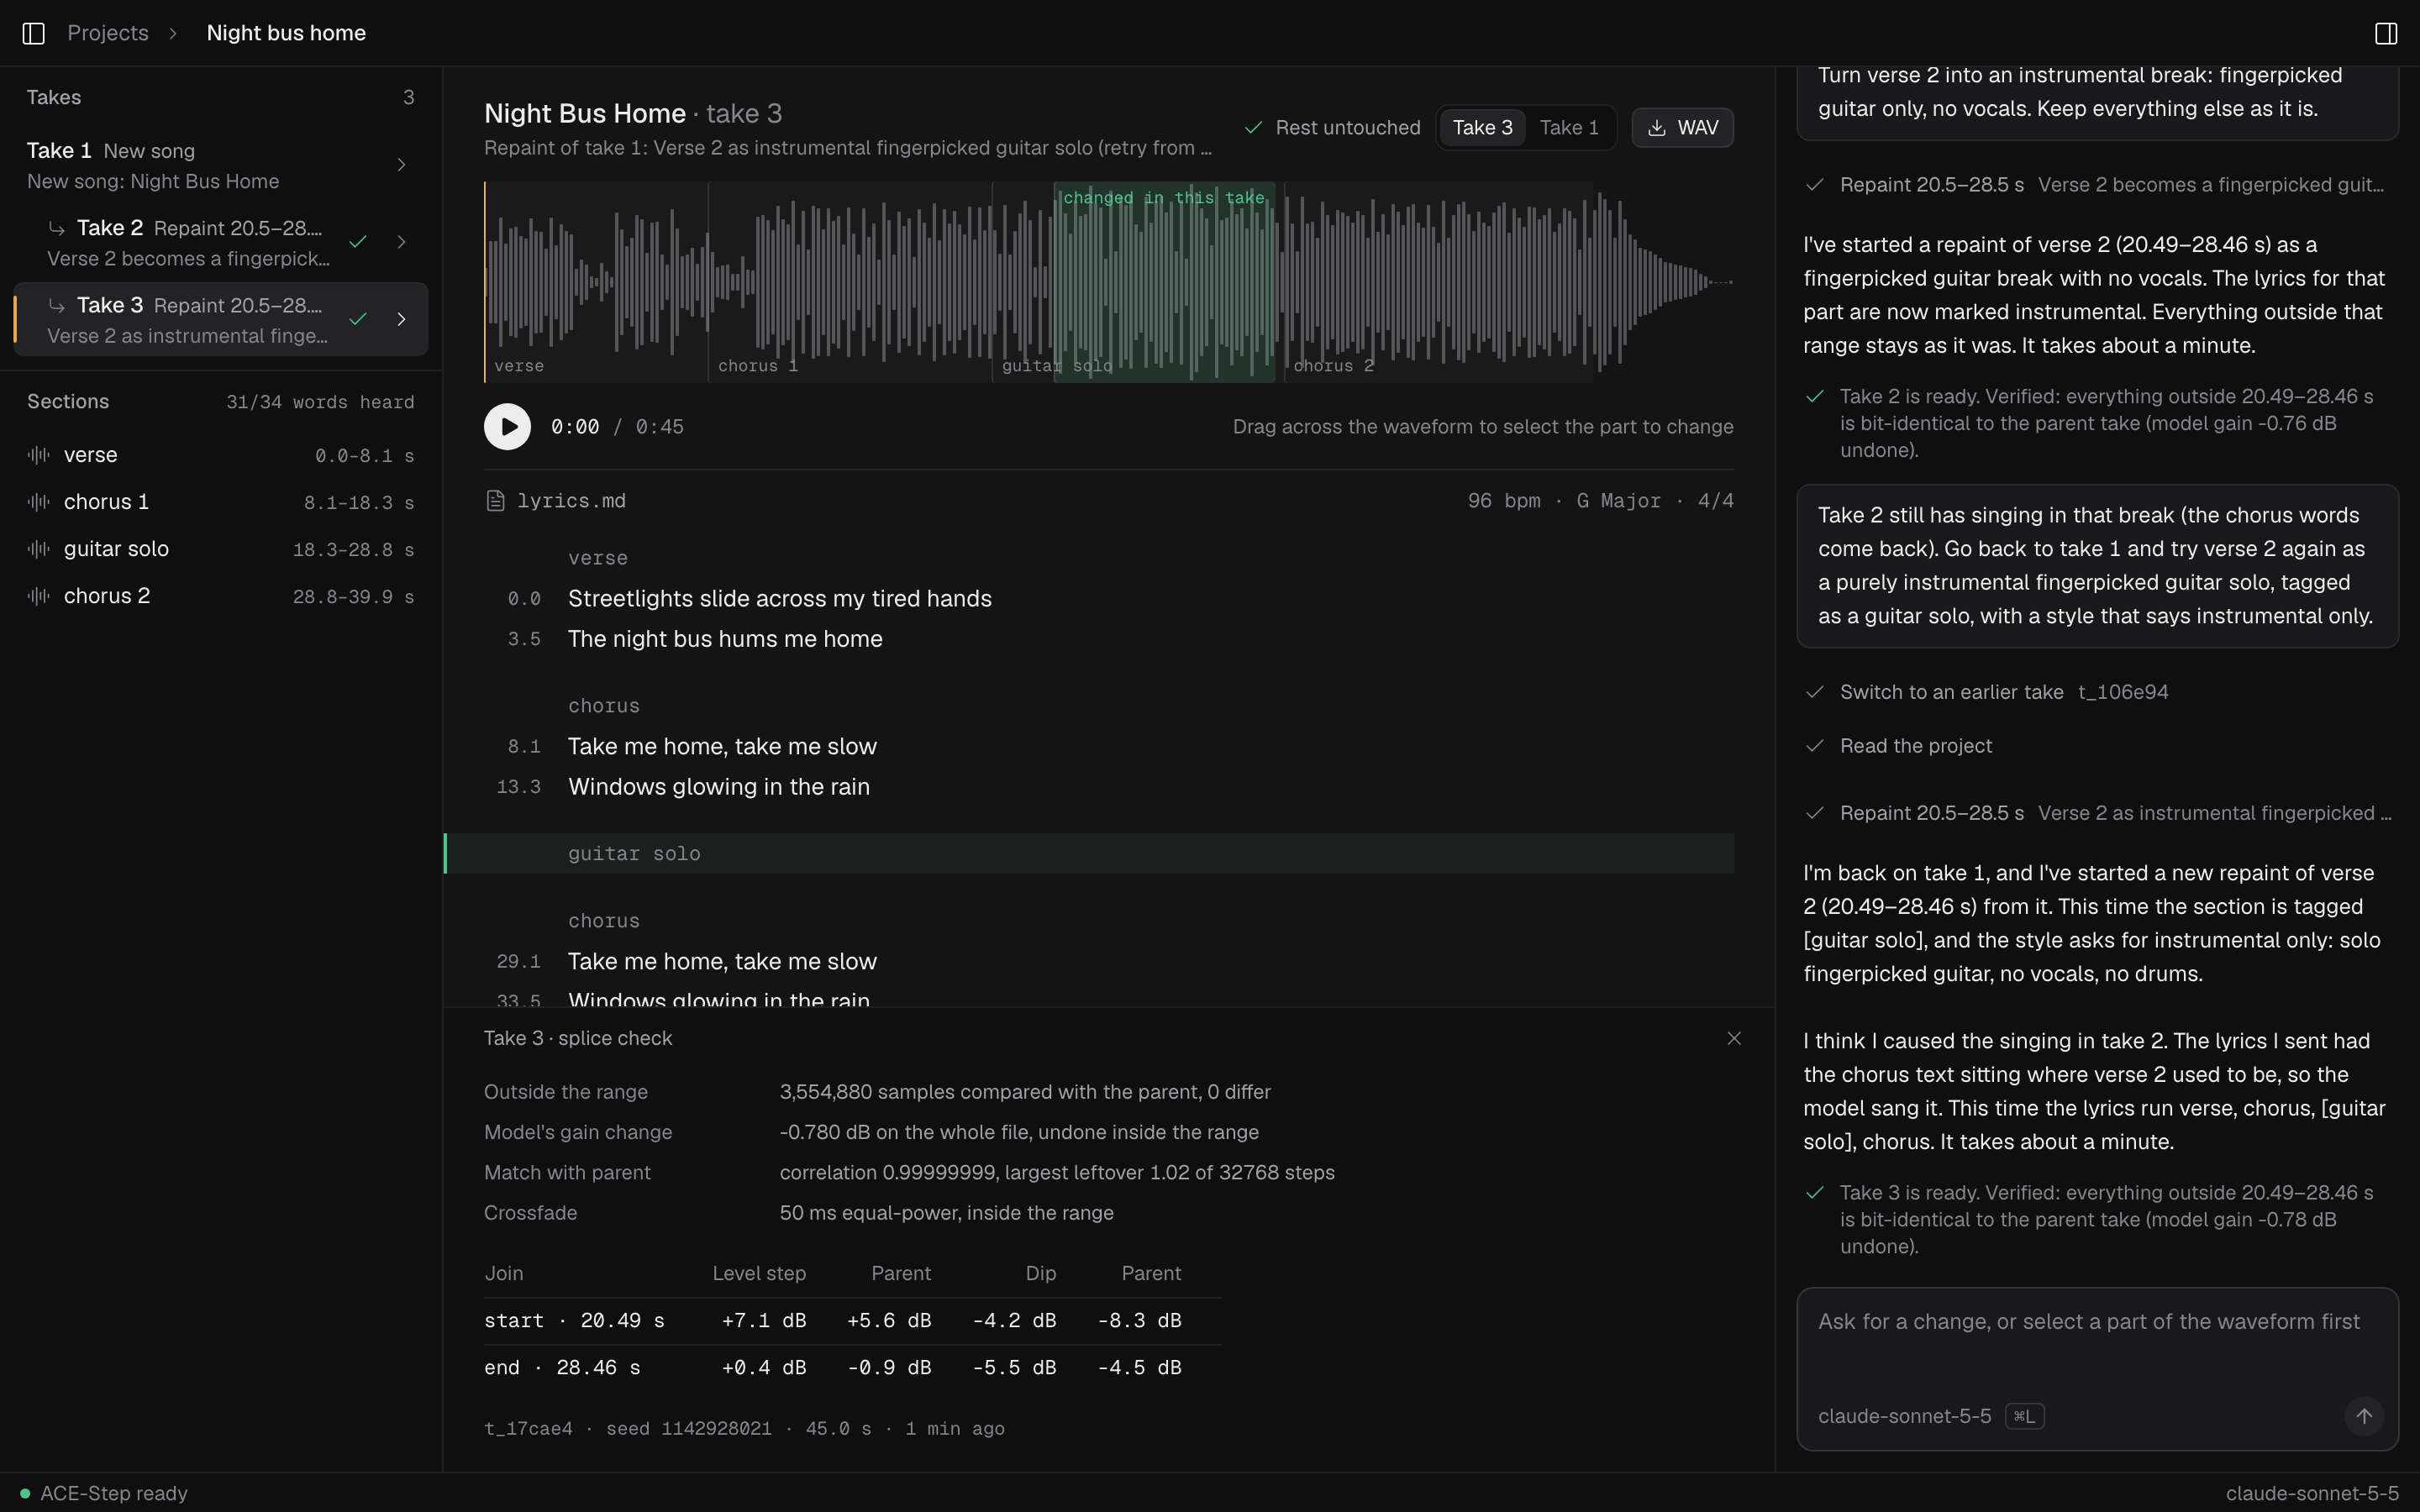 Projects > Night bus home
Takes 3
Take 1 New song
New song: Night Bus Home
Take 2 Repaint 20.5–28....
Verse 2 becomes a fingerpick...
Take 3 Repaint 20.5–28....
Verse 2 as instrumental finge...
Sections 31/34 words heard
verse 0.0–8.1 s
chorus 1 8.1–18.3 s
guitar solo 18.3–28.8 s
chorus 2 28.8–39.9 s
Night Bus Home · take 3
Repaint of take 1: Verse 2 as instrumental fingerpicked guitar solo (retry from ...
Rest untouched Take 3 Take 1 WAV
changed in this take
verse chorus 1 guitar solo chorus 2
0:00 / 0:45 Drag across the waveform to select the part to change
lyrics.md 96 bpm · G Major · 4/4
verse
0.0 Streetlights slide across my tired hands
3.5 The night bus hums me home
chorus
8.1 Take me home, take me slow
13.3 Windows glowing in the rain
guitar solo
chorus
29.1 Take me home, take me slow
33.5 Windows glowing in the rain
Take 3 · splice check
Outside the range 3,554,880 samples compared with the parent, 0 differ
Model's gain change -0.780 dB on the whole file, undone inside the range
Match with parent correlation 0.99999999, largest leftover 1.02 of 32768 steps
Crossfade 50 ms equal-power, inside the range
Join Level step Parent Dip Parent
start · 20.49 s +7.1 dB +5.6 dB -4.2 dB -8.3 dB
end · 28.46 s +0.4 dB -0.9 dB -5.5 dB -4.5 dB
t_17cae4 · seed 1142928021 · 45.0 s · 1 min ago
Turn verse 2 into an instrumental break: fingerpicked
guitar only, no vocals. Keep everything else as it is.
Repaint 20.5–28.5 s Verse 2 becomes a fingerpicked guit...
I've started a repaint of verse 2 (20.49–28.46 s) as a
fingerpicked guitar break with no vocals. The lyrics for that
part are now marked instrumental. Everything outside that
range stays as it was. It takes about a minute.
Take 2 is ready. Verified: everything outside 20.49–28.46 s
is bit-identical to the parent take (model gain -0.76 dB
undone).
Take 2 still has singing in that break (the chorus words
come back). Go back to take 1 and try verse 2 again as
a purely instrumental fingerpicked guitar solo, tagged
as a guitar solo, with a style that says instrumental only.
Switch to an earlier take t_106e94
Read the project
Repaint 20.5–28.5 s Verse 2 as instrumental fingerpicked ...
I'm back on take 1, and I've started a new repaint of verse
2 (20.49–28.46 s) from it. This time the section is tagged
[guitar solo], and the style asks for instrumental only: solo
fingerpicked guitar, no vocals, no drums.
I think I caused the singing in take 2. The lyrics I sent had
the chorus text sitting where verse 2 used to be, so the
model sang it. This time the lyrics run verse, chorus, [guitar
solo], chorus. It takes about a minute.
Take 3 is ready. Verified: everything outside 20.49–28.46 s
is bit-identical to the parent take (model gain -0.78 dB
undone).
Ask for a change, or select a part of the waveform first
claude-sonnet-5-5 ⌘L
ACE-Step ready
claude-sonnet-5-5